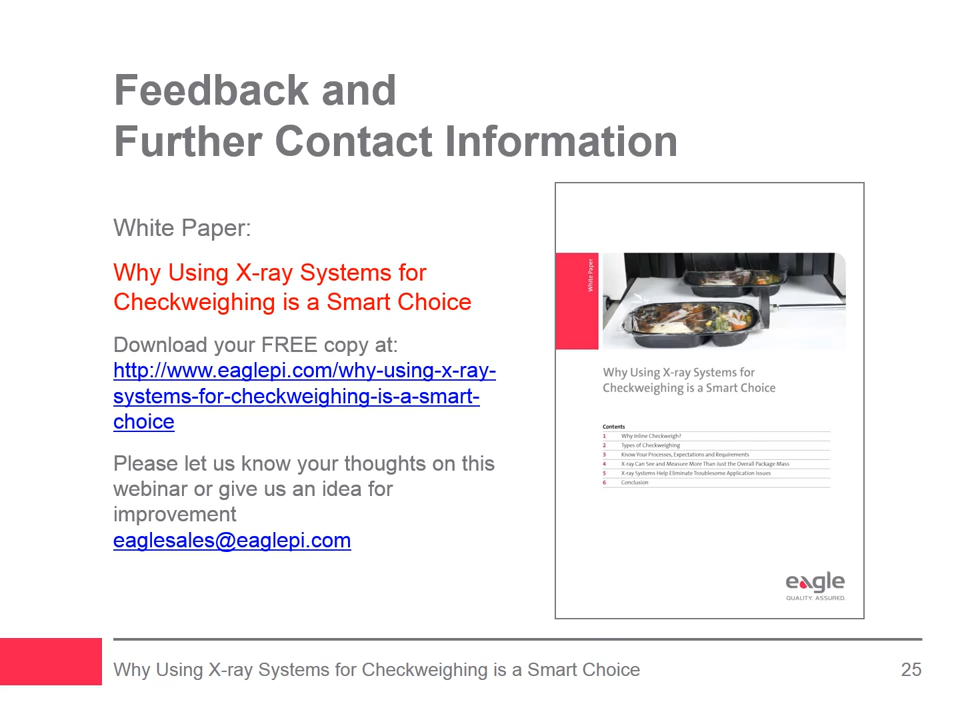 Feedback and
Further Contact Information
White Paper:
Why Using X-ray Systems for
Checkweighing is a Smart Choice
Download your FREE copy at:
http://www.eaglepi.com/why-using-x-ray-
systems-for-checkweighing-is-a-smart-
choice
Please let us know your thoughts on this
webinar or give us an idea for
improvement
eaglesales@eaglepi.com
White Paper
Why Using X-ray Systems for
Checkweighing is a Smart Choice
Contents
1 Why Inline Checkweigh?
2 Types of Checkweighing
3 Know Your Processes, Expectations and Requirements
4 X-ray Can See and Measure More Than Just the Overall Package Mass
5 X-ray Systems Help Eliminate Troublesome Application Issues
6 Conclusion
eagle
QUALITY. ASSURED.
Why Using X-ray Systems for Checkweighing is a Smart Choice 25